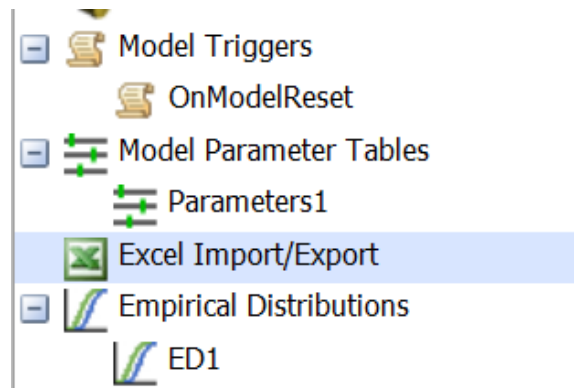 Model Triggers
OnModelReset
Model Parameter Tables
Parameters1
Excel Import/Export
Empirical Distributions
ED1